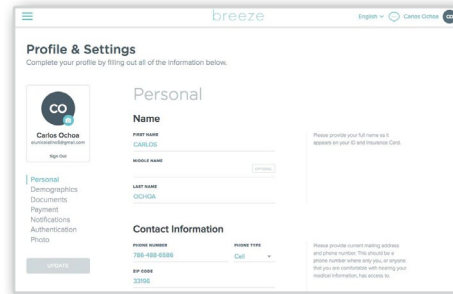 breeze
English
Carlos Ochoa
CO
Profile & Settings
Complete your profile by filling out all of the information below.
CO
Carlos Ochoa
Sign Out
Personal
Demographics
Documents
Payment
Notifications
Authentication
Photo
UPDATE
Personal
Name
FIRST NAME
CARLOS
Please provide your full name as it
appears on your ID and Insurance Card.
MIDDLE NAME
OPTIONAL
LAST NAME
OCHOA
Contact Information
PHONE NUMBER
PHONE TYPE
786-488-6586
Cell
Please provide current mailing address
and phone number. This should be a
phone number where only you, or anyone
that you are comfortable with hearing your
medical information, has access to.
ZIP CODE
33196